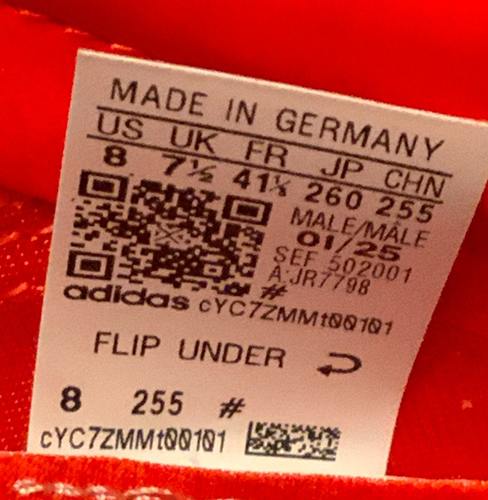 MADE IN GERMANY
US UK FR JP CHN
8 7½ 41⅓ 260 255
MALE/MÂLE
01/25
SEF 502001
A:JR7798
#
adidas cYC7ZMMt00101
FLIP UNDER
8 255 #
cYC7ZMMt00101